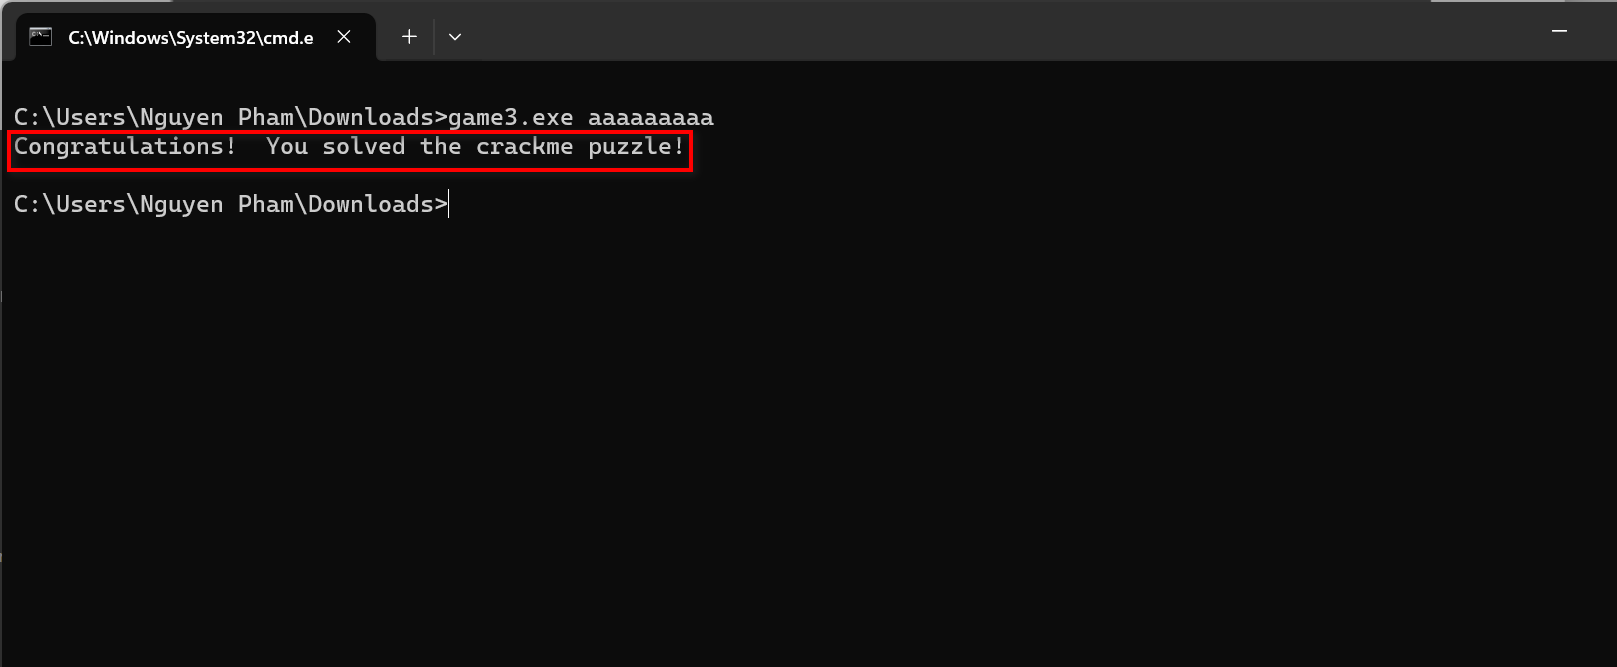 C:\Windows\System32\cmd.e
C:\Users\Nguyen Pham\Downloads>game3.exe aaaaaaaaa
Congratulations!  You solved the crackme puzzle!
C:\Users\Nguyen Pham\Downloads>